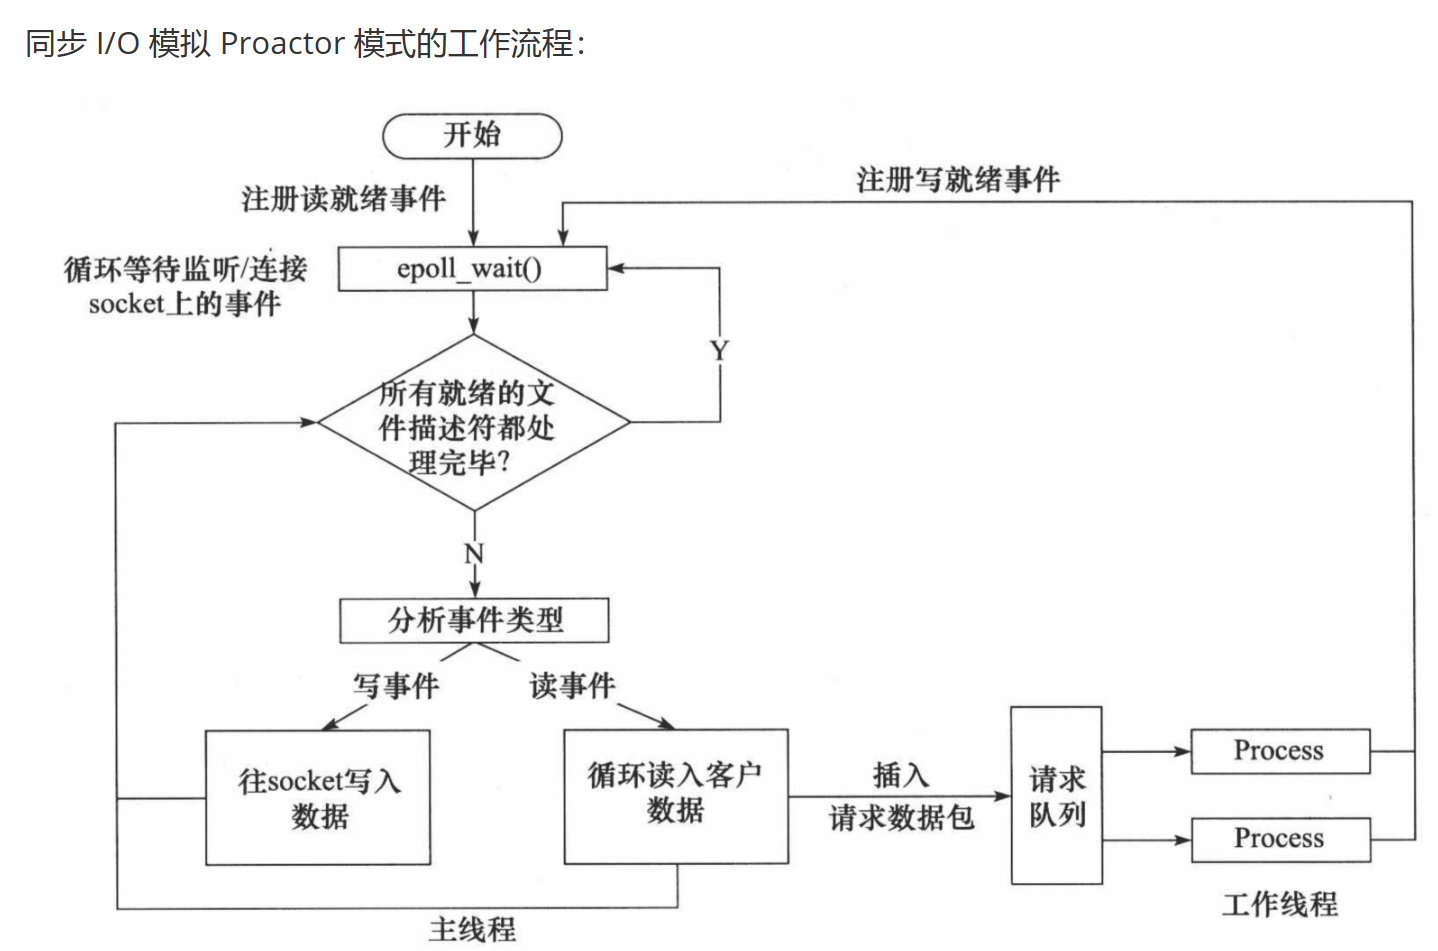 同步 I/O 模拟 Proactor 模式的工作流程：
开始
注册读就绪事件
注册写就绪事件
循环等待监听/连接
socket上的事件
epoll_wait()
Y
所有就绪的文
件描述符都处
理完毕？
N
分析事件类型
写事件
读事件
往socket写入
数据
循环读入客户
数据
插入
请求数据包
请求
队列
Process
Process
主线程
工作线程